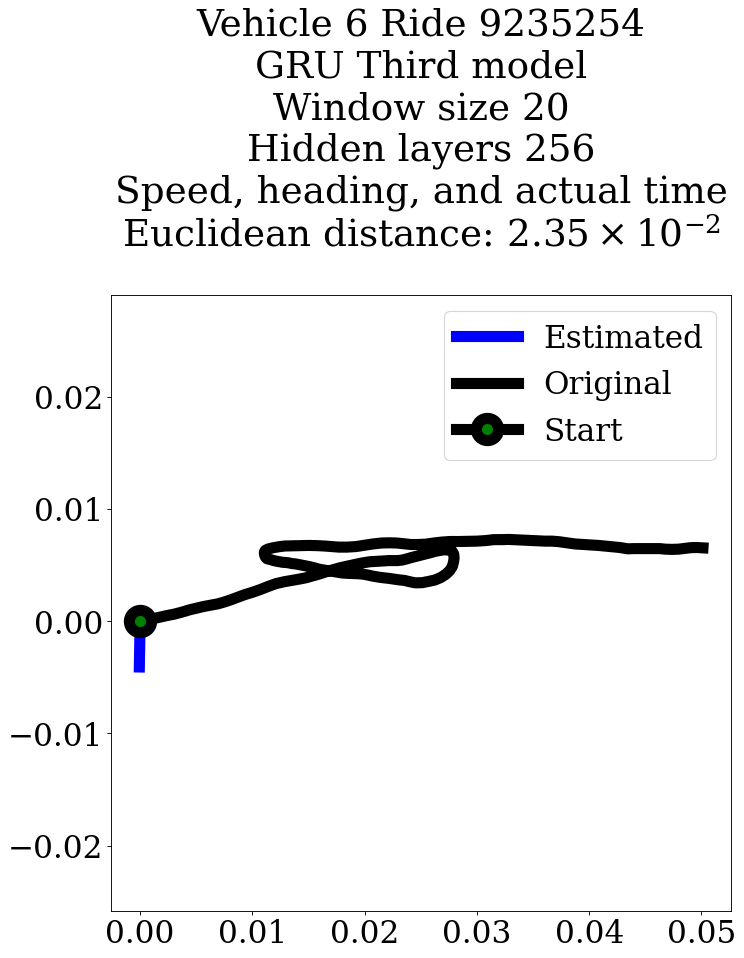 Vehicle 6 Ride 9235254
GRU Third model
Window size 20
Hidden layers 256
Speed, heading, and actual time
Euclidean distance: 2.35 × 10⁻²
Estimated
Original
Start
0.02
0.01
0.00
−0.01
−0.02
0.00 0.01 0.02 0.03 0.04 0.05